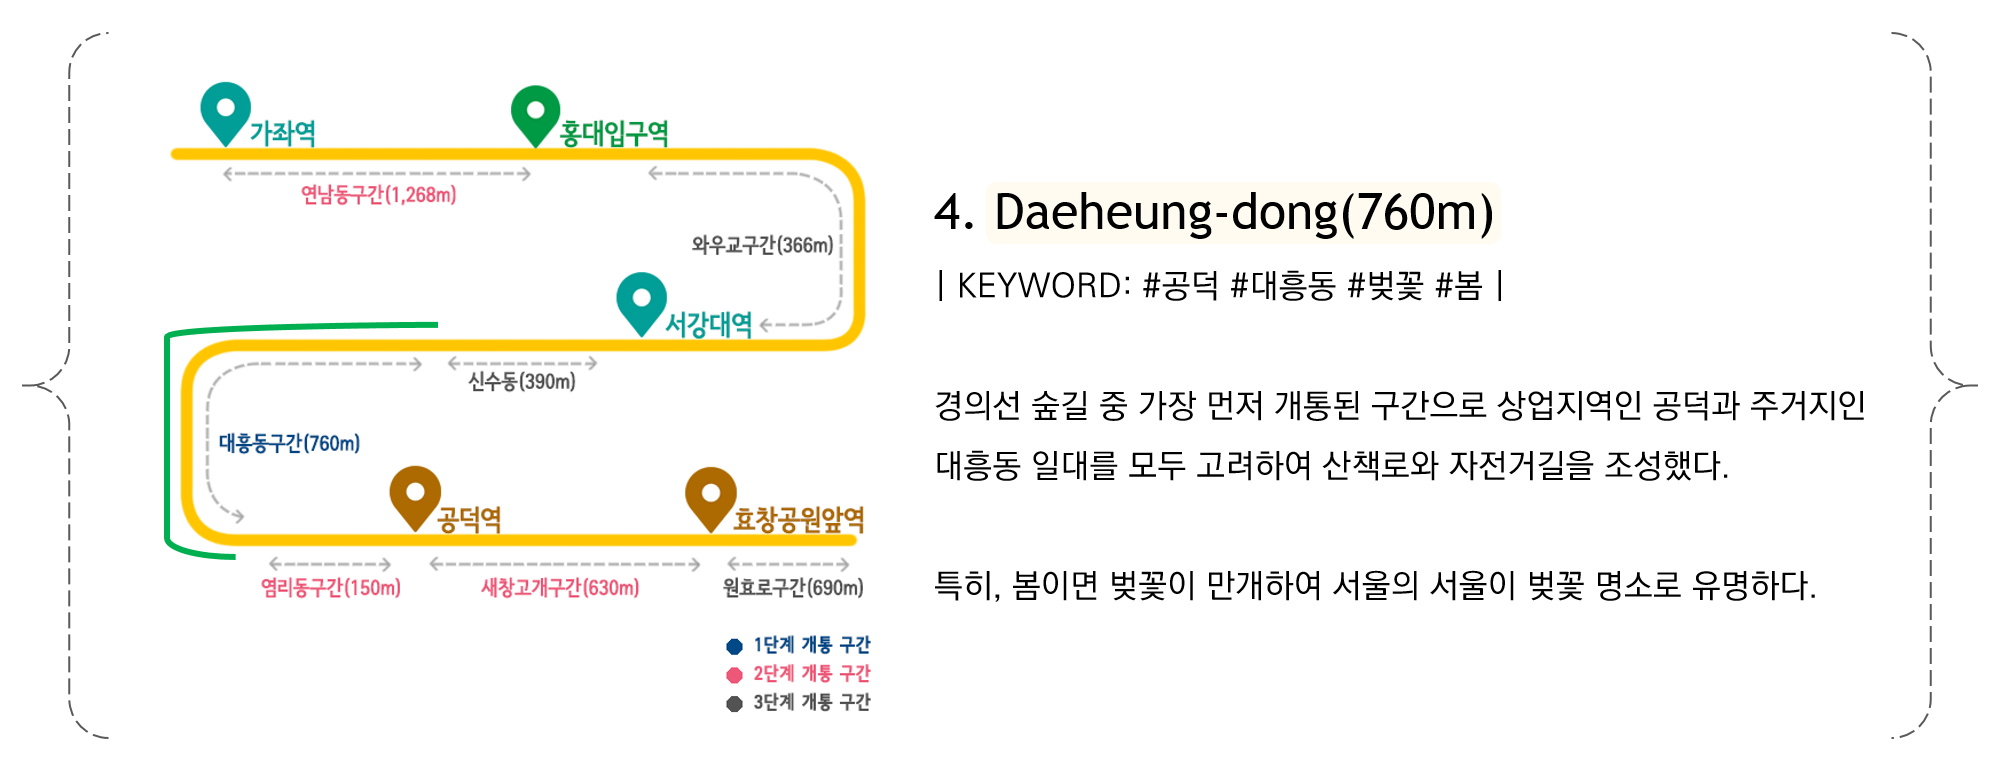 가좌역
홍대입구역
연남동구간(1,268m)
와우교구간(366m)
서강대역
신수동(390m)
대흥동구간(760m)
공덕역
효창공원앞역
염리동구간(150m)
새창고개구간(630m)
원효로구간(690m)
1단계 개통 구간
2단계 개통 구간
3단계 개통 구간
4. Daeheung-dong(760m)
| KEYWORD: #공덕 #대흥동 #벚꽃 #봄 |
경의선 숲길 중 가장 먼저 개통된 구간으로 상업지역인 공덕과 주거지인
대흥동 일대를 모두 고려하여 산책로와 자전거길을 조성했다.
특히, 봄이면 벚꽃이 만개하여 서울의 서울이 벚꽃 명소로 유명하다.